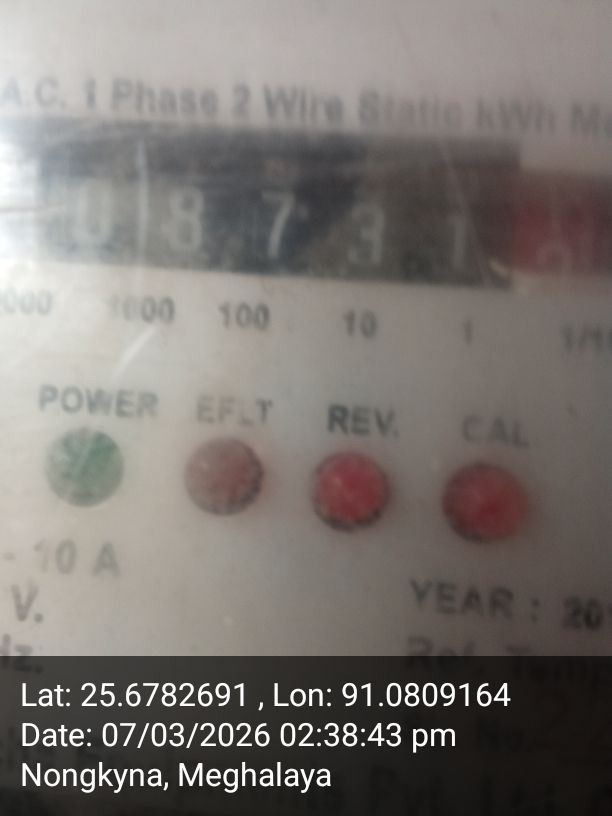 A.C. 1 Phase 2 Wire Static kWh
0 8 7 3 1
1000 100 10 1
POWER EFLT REV. CAL
- 10 A
V.
YEAR : 20
Lat: 25.6782691 , Lon: 91.0809164
Date: 07/03/2026 02:38:43 pm
Nongkyna, Meghalaya